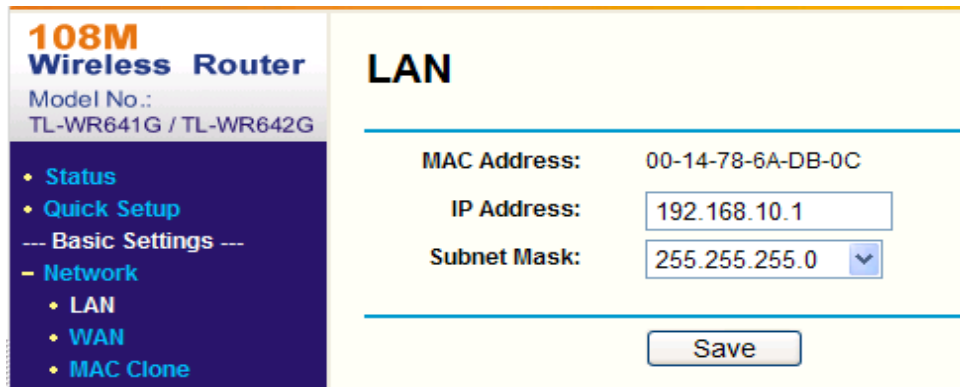 108M
Wireless Router
Model No.:
TL-WR641G / TL-WR642G
• Status
• Quick Setup
--- Basic Settings ---
– Network
• LAN
• WAN
• MAC Clone
LAN
MAC Address: 00-14-78-6A-DB-0C
IP Address: 192.168.10.1
Subnet Mask: 255.255.255.0
Save